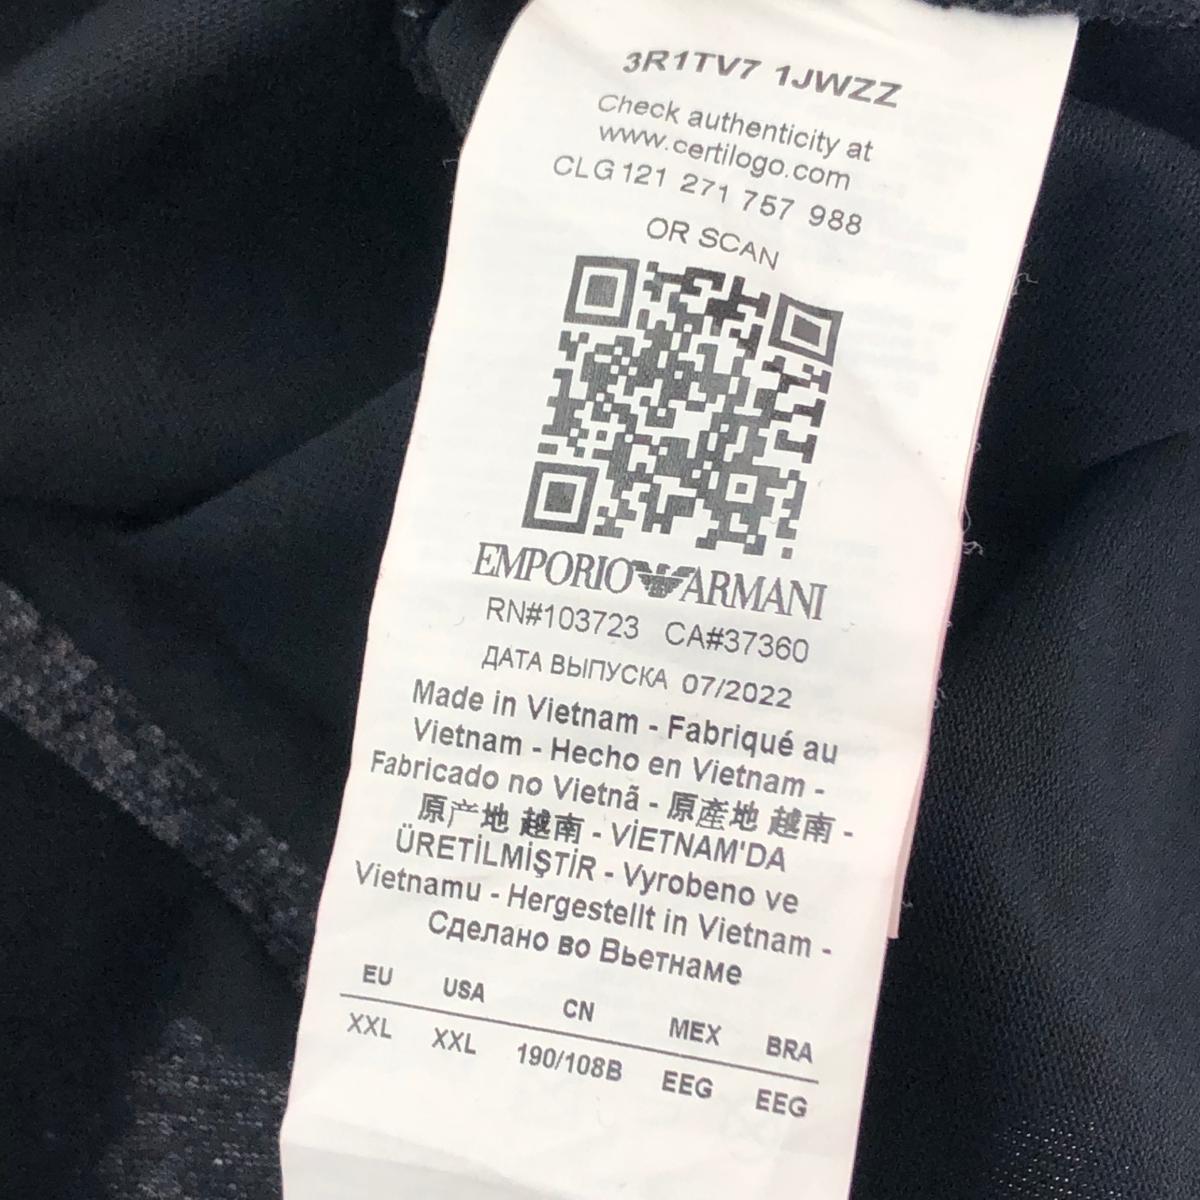 3R1TV7 1JWZZ
Check authenticity at
www.certilogo.com
CLG 121 271 757 988
OR SCAN
EMPORIO ARMANI
RN#103723 CA#37360
ДАТА ВЫПУСКА 07/2022
Made in Vietnam - Fabriqué au
Vietnam - Hecho en Vietnam -
Fabricado no Vietnã - 原產地 越南 -
原产地 越南 - VİETNAM'DA
ÜRETİLMİŞTİR - Vyrobeno ve
Vietnamu - Hergestellt in Vietnam -
Сделано во Вьетнаме
EU USA CN MEX BRA
XXL XXL 190/108B EEG EEG